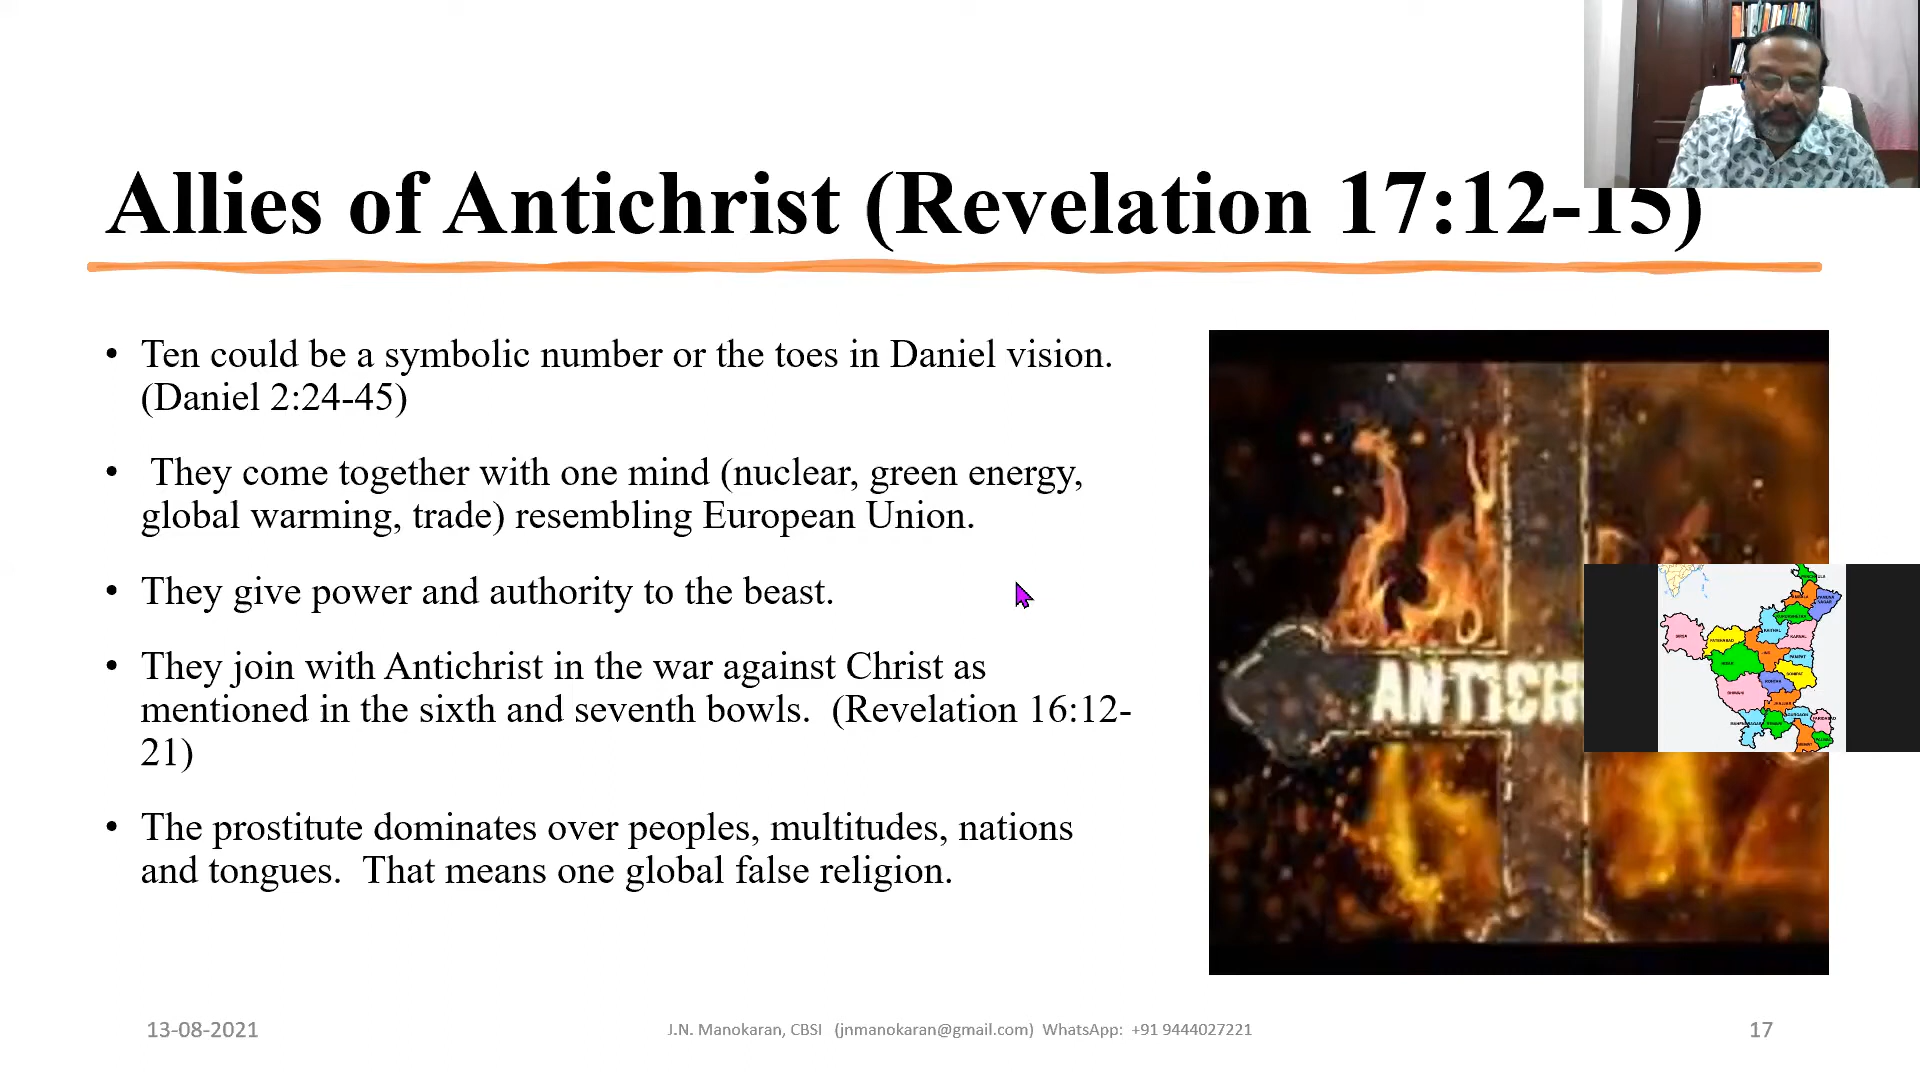 Allies of Antichrist (Revelation 17:12-15)
• Ten could be a symbolic number or the toes in Daniel vision.
(Daniel 2:24-45)
• They come together with one mind (nuclear, green energy,
global warming, trade) resembling European Union.
• They give power and authority to the beast.
• They join with Antichrist in the war against Christ as
mentioned in the sixth and seventh bowls.  (Revelation 16:12-
21)
• The prostitute dominates over peoples, multitudes, nations
and tongues.  That means one global false religion.
ANTICH
13-08-2021
J.N. Manokaran, CBSI   (jnmanokaran@gmail.com)  WhatsApp:  +91 9444027221
17